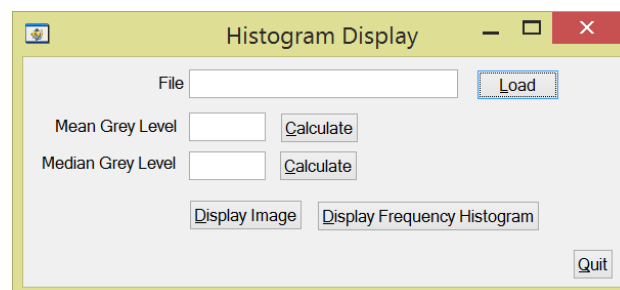 Histogram Display
File Load
Mean Grey Level Calculate
Median Grey Level Calculate
Display Image Display Frequency Histogram
Quit